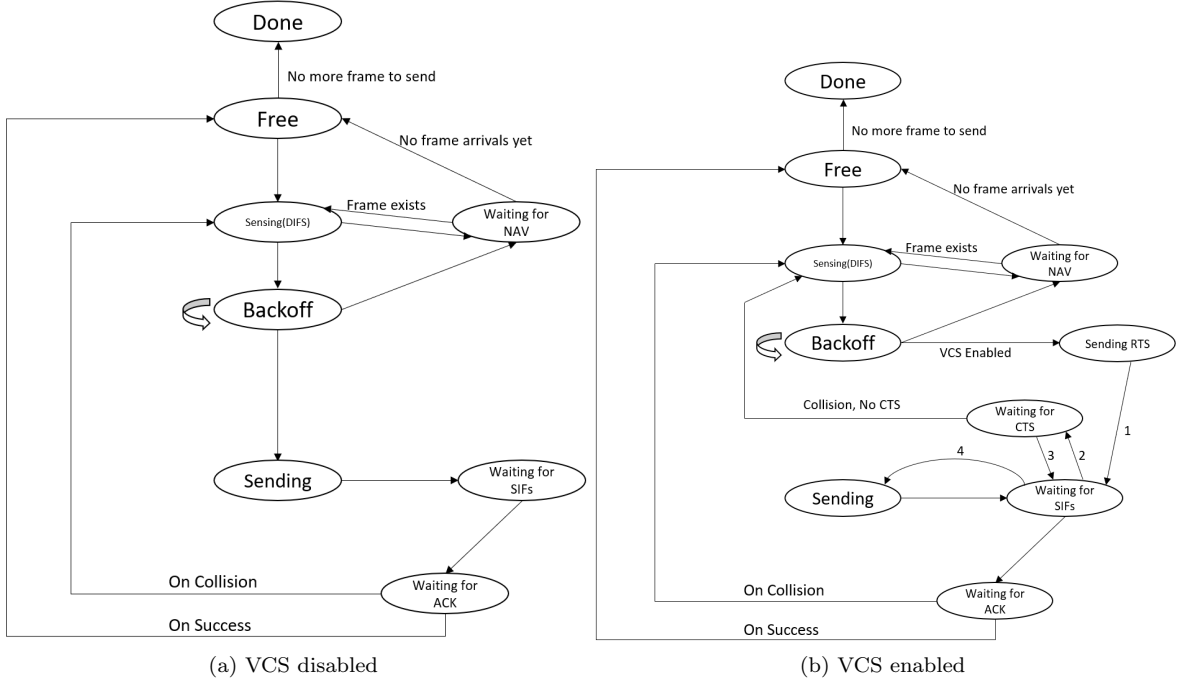 Done
No more frame to send
Free
No frame arrivals yet
Frame exists
Sensing(DIFS)
Waiting for
NAV
Backoff
Sending
Waiting for
SIFs
On Collision
Waiting for
ACK
On Success
(a) VCS disabled
Done
No more frame to send
Free
No frame arrivals yet
Frame exists
Sensing(DIFS)
Waiting for
NAV
Backoff
VCS Enabled
Sending RTS
Collision, No CTS
Waiting for
CTS
1
4
3
2
Sending
Waiting for
SIFs
On Collision
Waiting for
ACK
On Success
(b) VCS enabled